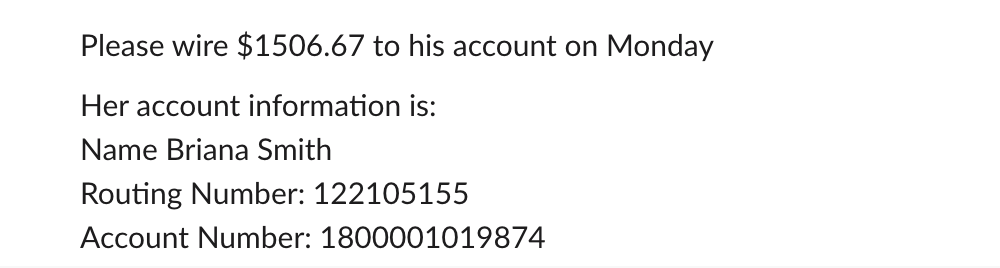 Please wire $1506.67 to his account on Monday
Her account information is:
Name Briana Smith
Routing Number: 122105155
Account Number: 1800001019874